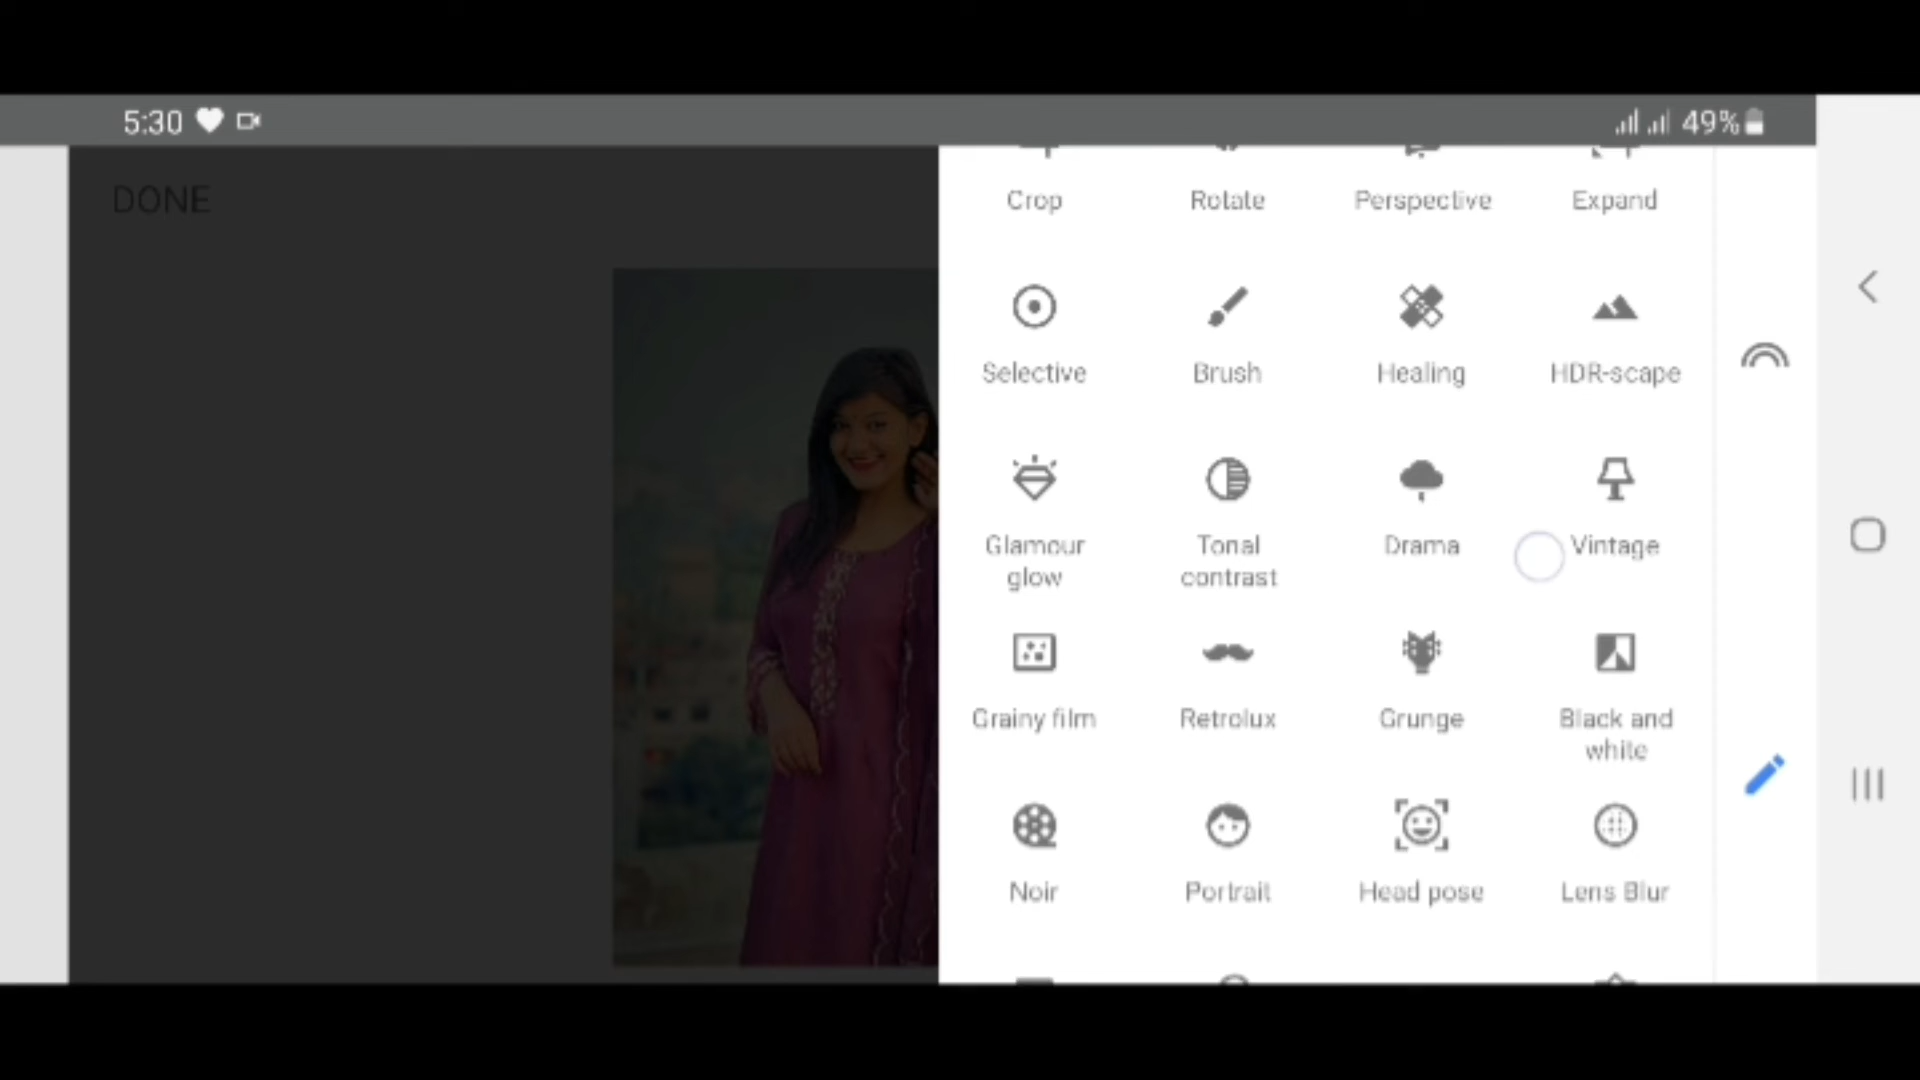 5:30
49%
DONE
Crop
Rotate
Perspective
Expand
Selective
Brush
Healing
HDR-scape
Glamour
glow
Tonal
contrast
Drama
Vintage
Grainy film
Retrolux
Grunge
Black and
white
Noir
Portrait
Head pose
Lens Blur